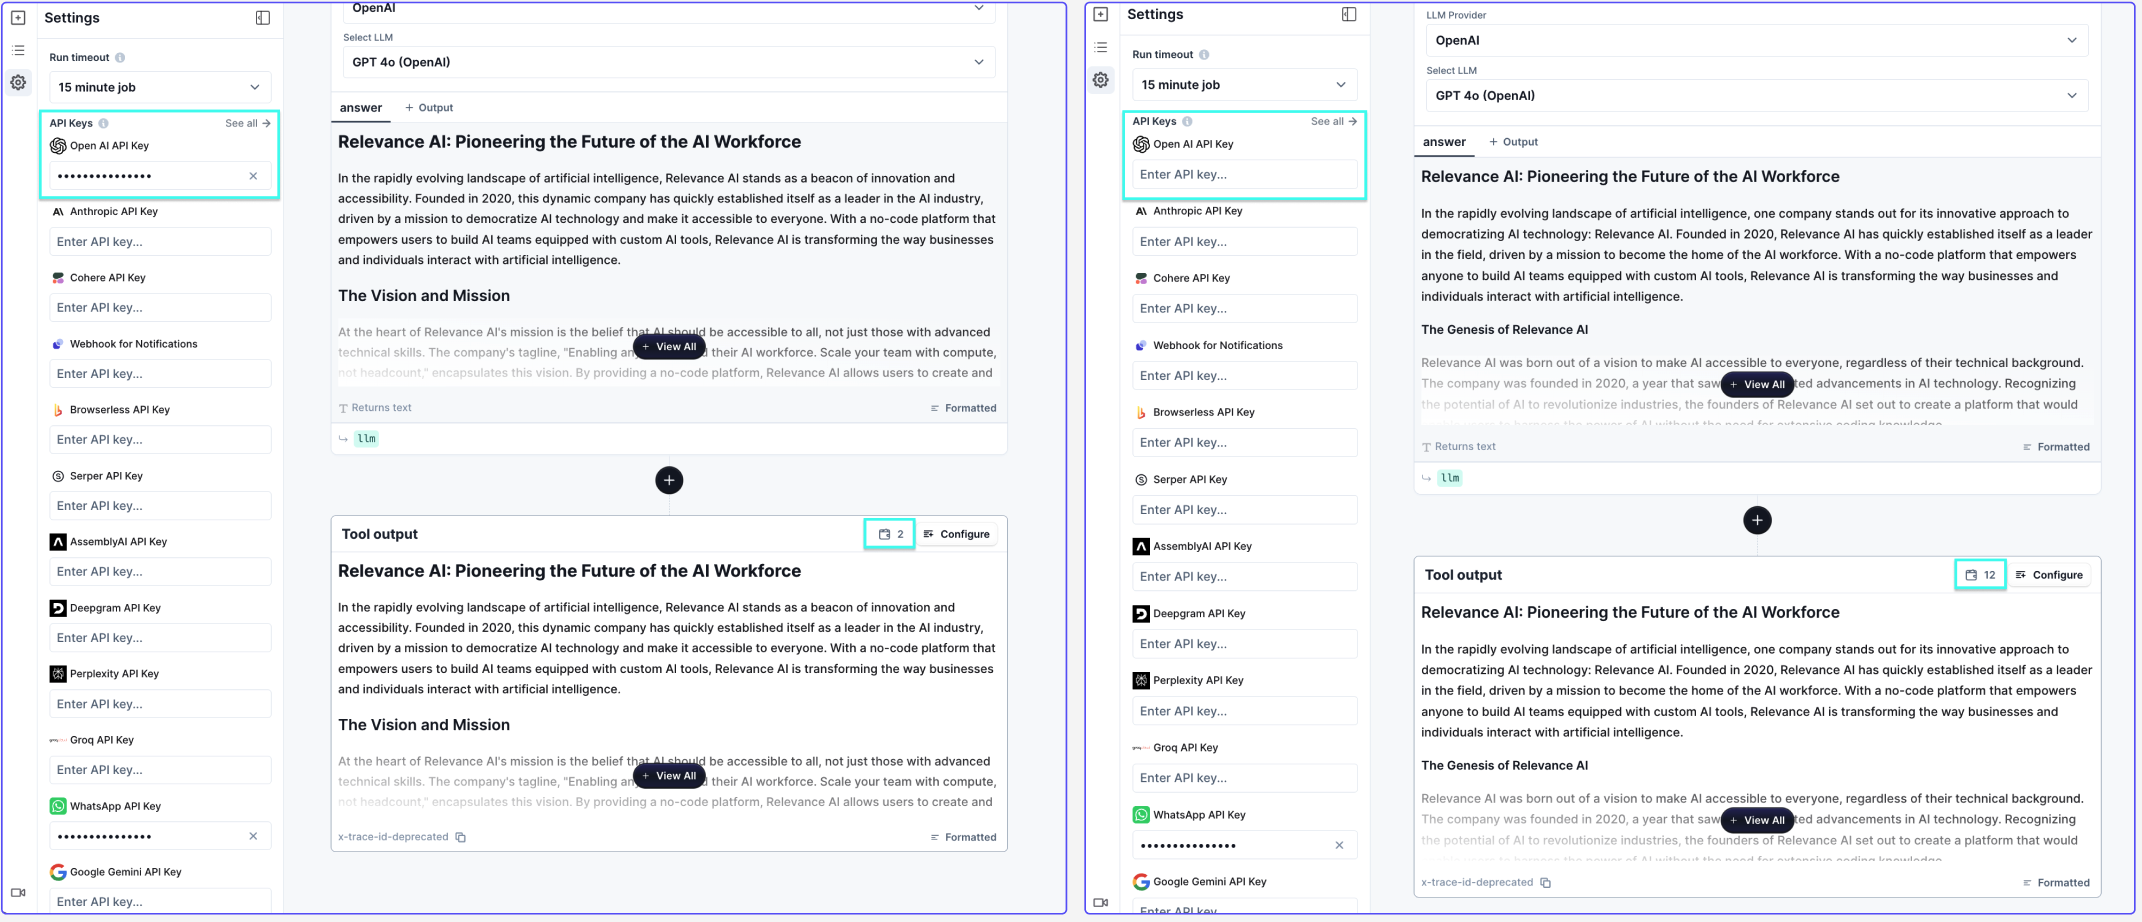 Settings
Run timeout
15 minute job
API Keys
See all →
Open AI API Key
•••••••••••••••
Anthropic API Key
Enter API key...
Cohere API Key
Enter API key...
Webhook for Notifications
Enter API key...
Browserless API Key
Enter API key...
Serper API Key
Enter API key...
AssemblyAI API Key
Enter API key...
Deepgram API Key
Enter API key...
Perplexity API Key
Enter API key...
Groq API Key
Enter API key...
WhatsApp API Key
•••••••••••••••
Google Gemini API Key
Enter API key...
OpenAI
Select LLM
GPT 4o (OpenAI)
answer
+ Output
Relevance AI: Pioneering the Future of the AI Workforce
In the rapidly evolving landscape of artificial intelligence, Relevance AI stands as a beacon of innovation and
accessibility. Founded in 2020, this dynamic company has quickly established itself as a leader in the AI industry,
driven by a mission to democratize AI technology and make it accessible to everyone. With a no-code platform that
empowers users to build AI teams equipped with custom AI tools, Relevance AI is transforming the way businesses
and individuals interact with artificial intelligence.
The Vision and Mission
At the heart of Relevance AI's mission is the belief that AI should be accessible to all, not just those with advanced
technical skills. The company's tagline, "Enabling an
+ View All
their AI workforce. Scale your team with compute,
not headcount," encapsulates this vision. By providing a no-code platform, Relevance AI allows users to create and
Returns text
Formatted
llm
Tool output
2
Configure
Relevance AI: Pioneering the Future of the AI Workforce
In the rapidly evolving landscape of artificial intelligence, Relevance AI stands as a beacon of innovation and
accessibility. Founded in 2020, this dynamic company has quickly established itself as a leader in the AI industry,
driven by a mission to democratize AI technology and make it accessible to everyone. With a no-code platform that
empowers users to build AI teams equipped with custom AI tools, Relevance AI is transforming the way businesses
and individuals interact with artificial intelligence.
The Vision and Mission
At the heart of Relevance AI's mission is the belief that AI should be accessible to all, not just those with advanced
technical skills. The company's tagline, "Enabling an
+ View All
their AI workforce. Scale your team with compute,
not headcount," encapsulates this vision. By providing a no-code platform, Relevance AI allows users to create and
x-trace-id-deprecated
Formatted
Settings
Run timeout
15 minute job
API Keys
See all →
Open AI API Key
Enter API key...
Anthropic API Key
Enter API key...
Cohere API Key
Enter API key...
Webhook for Notifications
Enter API key...
Browserless API Key
Enter API key...
Serper API Key
Enter API key...
AssemblyAI API Key
Enter API key...
Deepgram API Key
Enter API key...
Perplexity API Key
Enter API key...
Groq API Key
Enter API key...
WhatsApp API Key
•••••••••••••••
Google Gemini API Key
Enter API key...
LLM Provider
OpenAI
Select LLM
GPT 4o (OpenAI)
answer
+ Output
Relevance AI: Pioneering the Future of the AI Workforce
In the rapidly evolving landscape of artificial intelligence, one company stands out for its innovative approach to
democratizing AI technology: Relevance AI. Founded in 2020, Relevance AI has quickly established itself as a leader
in the field, driven by a mission to become the home of the AI workforce. With a no-code platform that empowers
anyone to build AI teams equipped with custom AI tools, Relevance AI is transforming the way businesses and
individuals interact with artificial intelligence.
The Genesis of Relevance AI
Relevance AI was born out of a vision to make AI accessible to everyone, regardless of their technical background.
The company was founded in 2020, a year that saw
+ View All
ted advancements in AI technology. Recognizing
the potential of AI to revolutionize industries, the founders of Relevance AI set out to create a platform that would
enable users to harness the power of AI without the need for extensive coding knowledge.
Returns text
Formatted
llm
Tool output
12
Configure
Relevance AI: Pioneering the Future of the AI Workforce
In the rapidly evolving landscape of artificial intelligence, one company stands out for its innovative approach to
democratizing AI technology: Relevance AI. Founded in 2020, Relevance AI has quickly established itself as a leader
in the field, driven by a mission to become the home of the AI workforce. With a no-code platform that empowers
anyone to build AI teams equipped with custom AI tools, Relevance AI is transforming the way businesses and
individuals interact with artificial intelligence.
The Genesis of Relevance AI
Relevance AI was born out of a vision to make AI accessible to everyone, regardless of their technical background.
The company was founded in 2020, a year that saw
+ View All
ted advancements in AI technology. Recognizing
the potential of AI to revolutionize industries, the founders of Relevance AI set out to create a platform that would
enable users to harness the power of AI without the need for extensive coding knowledge.
x-trace-id-deprecated
Formatted